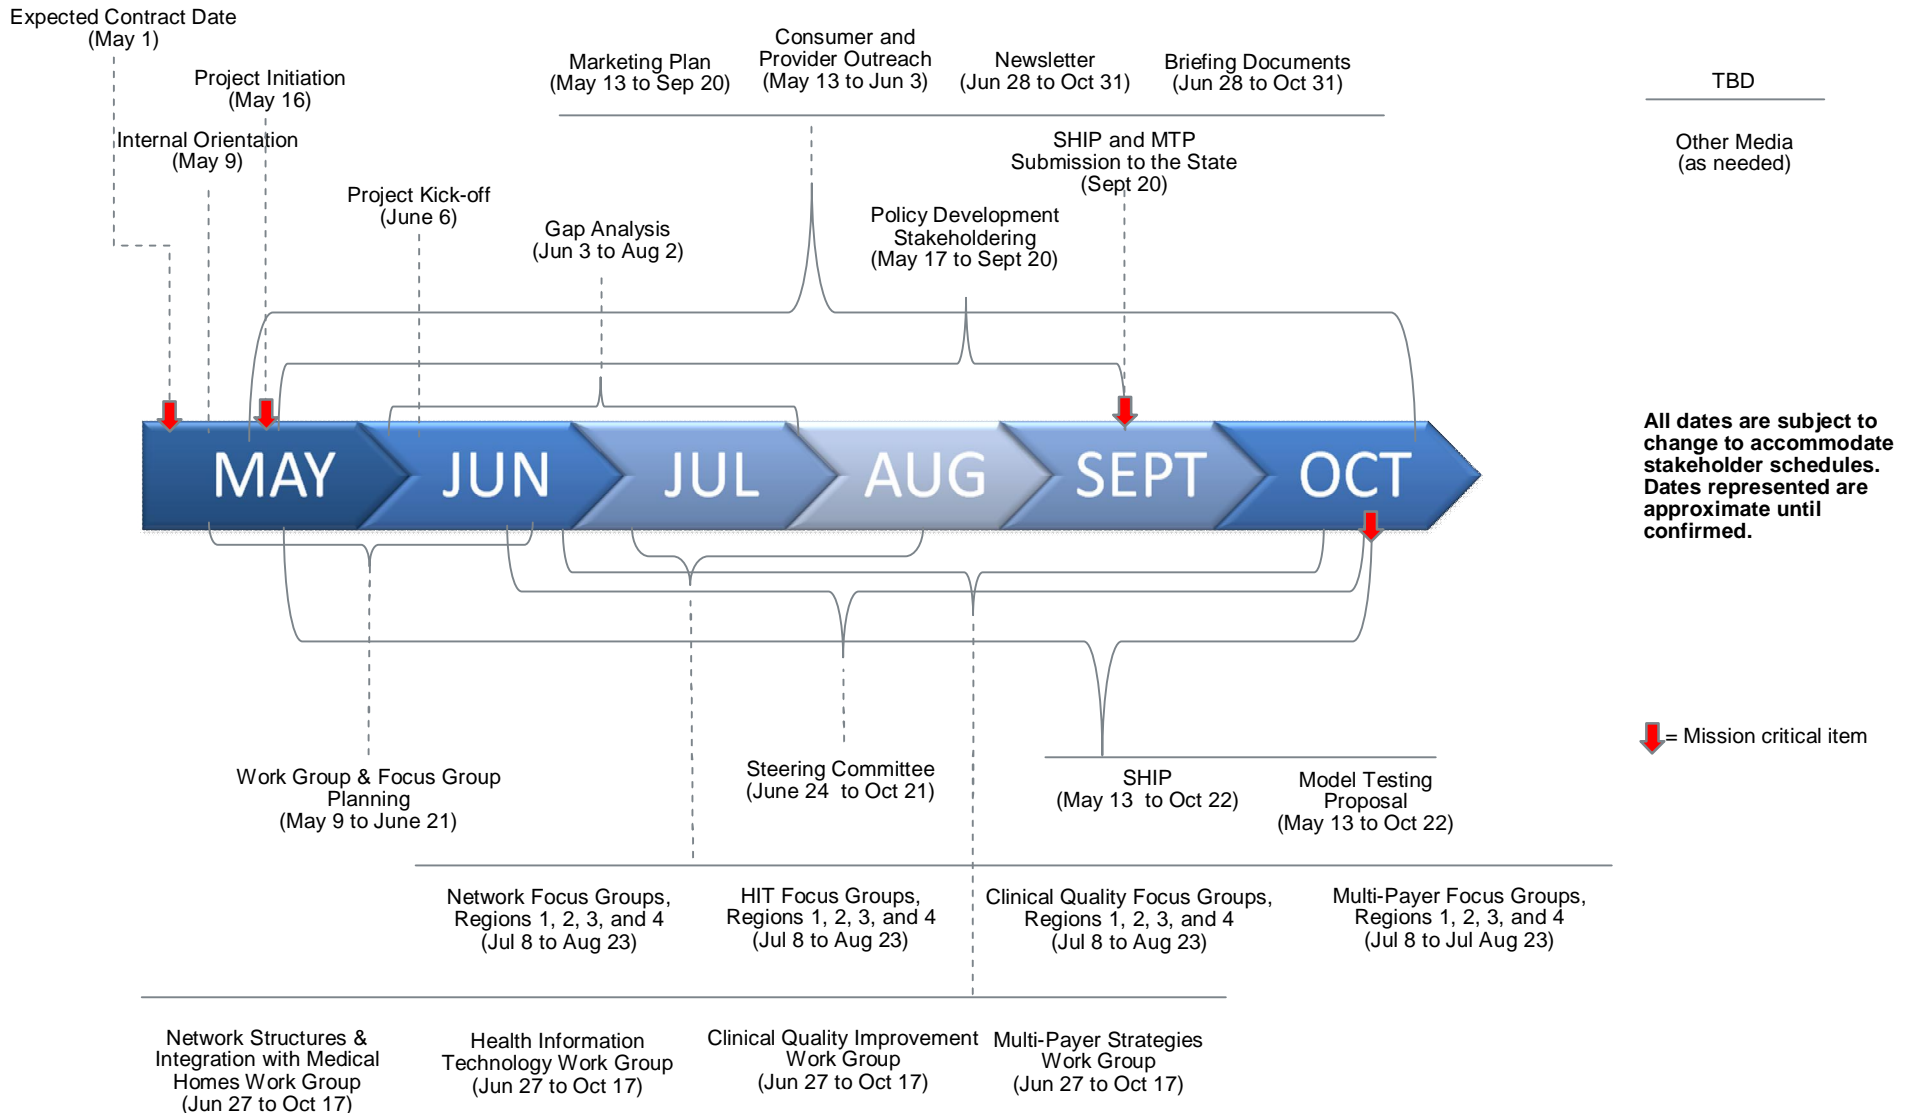 Expected Contract Date
(May 1)
Project Initiation
(May 16)
Internal Orientation
(May 9)
Project Kick-off
(June 6)
Marketing Plan
(May 13 to Sep 20)
Consumer and
Provider Outreach
(May 13 to Jun 3)
Newsletter
(Jun 28 to Oct 31)
Briefing Documents
(Jun 28 to Oct 31)
TBD
Other Media
(as needed)
Gap Analysis
(Jun 3 to Aug 2)
SHIP and MTP
Submission to the State
(Sept 20)
Policy Development
Stakeholdering
(May 17 to Sept 20)
MAY
JUN
JUL
AUG
SEPT
OCT
All dates are subject to
change to accommodate
stakeholder schedules.
Dates represented are
approximate until
confirmed.
= Mission critical item
Work Group & Focus Group
Planning
(May 9 to June 21)
Steering Committee
(June 24 to Oct 21)
SHIP
(May 13 to Oct 22)
Model Testing
Proposal
(May 13 to Oct 22)
Network Focus Groups,
Regions 1, 2, 3, and 4
(Jul 8 to Aug 23)
HIT Focus Groups,
Regions 1, 2, 3, and 4
(Jul 8 to Aug 23)
Clinical Quality Focus Groups,
Regions 1, 2, 3, and 4
(Jul 8 to Aug 23)
Multi-Payer Focus Groups,
Regions 1, 2, 3, and 4
(Jul 8 to Jul Aug 23)
Network Structures &
Integration with Medical
Homes Work Group
(Jun 27 to Oct 17)
Health Information
Technology Work Group
(Jun 27 to Oct 17)
Clinical Quality Improvement
Work Group
(Jun 27 to Oct 17)
Multi-Payer Strategies
Work Group
(Jun 27 to Oct 17)